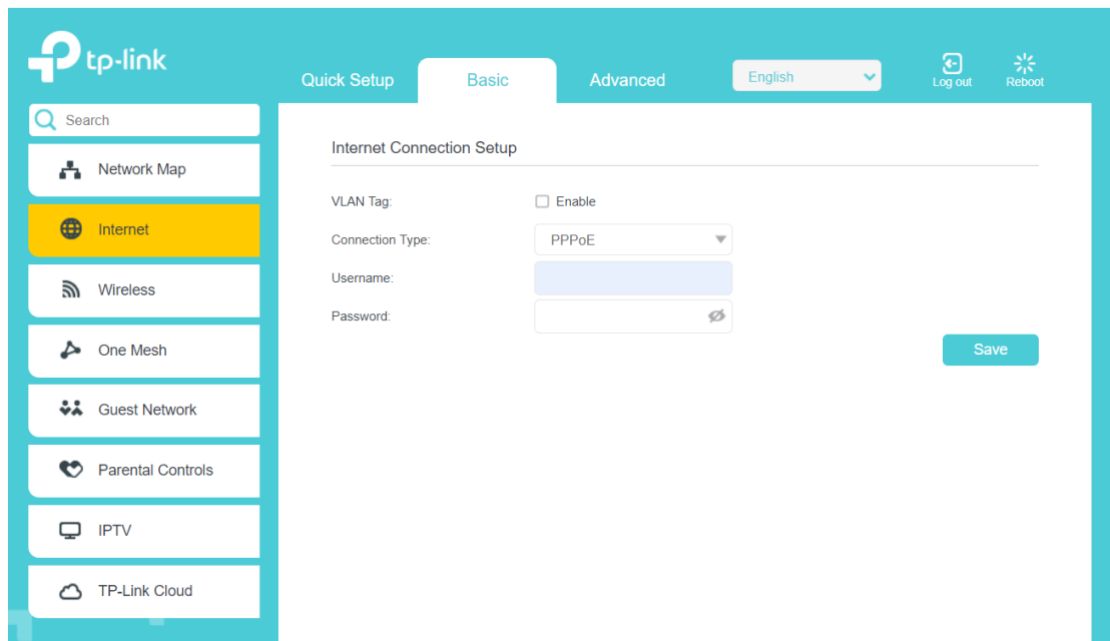 tp-link
Quick Setup Basic Advanced English Log out Reboot
Search
Network Map
Internet
Wireless
One Mesh
Guest Network
Parental Controls
IPTV
TP-Link Cloud
Internet Connection Setup
VLAN Tag: Enable
Connection Type: PPPoE
Username:
Password:
Save